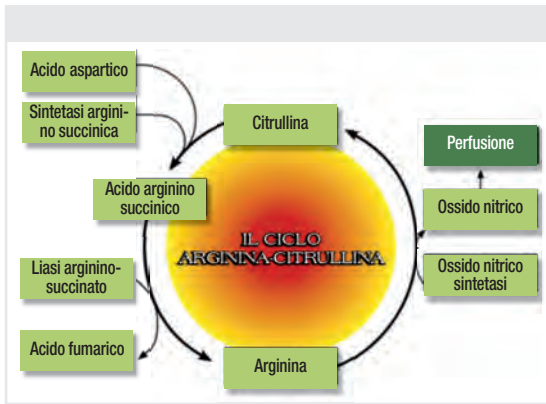 Acido aspartico
Sintetasi argini-
no succinica
Citrullina
Perfusione
Acido arginino
succinico
Ossido nitrico
IL CICLO
ARGININA-CITRULLINA
Liasi arginino-
succinato
Ossido nitrico
sintetasi
Acido fumarico
Arginina